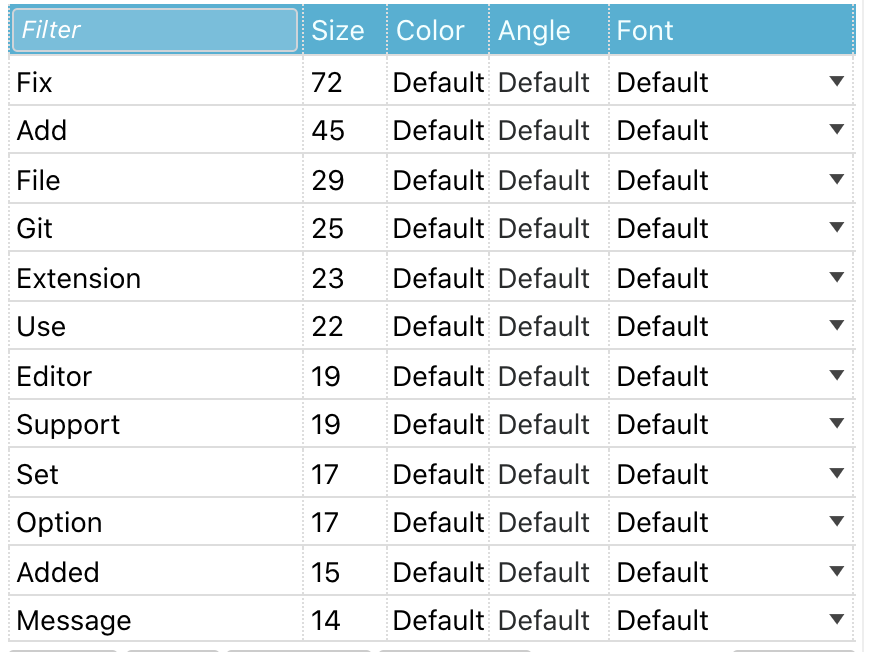 Filter Size Color Angle Font
Fix 72 Default Default Default
Add 45 Default Default Default
File 29 Default Default Default
Git 25 Default Default Default
Extension 23 Default Default Default
Use 22 Default Default Default
Editor 19 Default Default Default
Support 19 Default Default Default
Set 17 Default Default Default
Option 17 Default Default Default
Added 15 Default Default Default
Message 14 Default Default Default